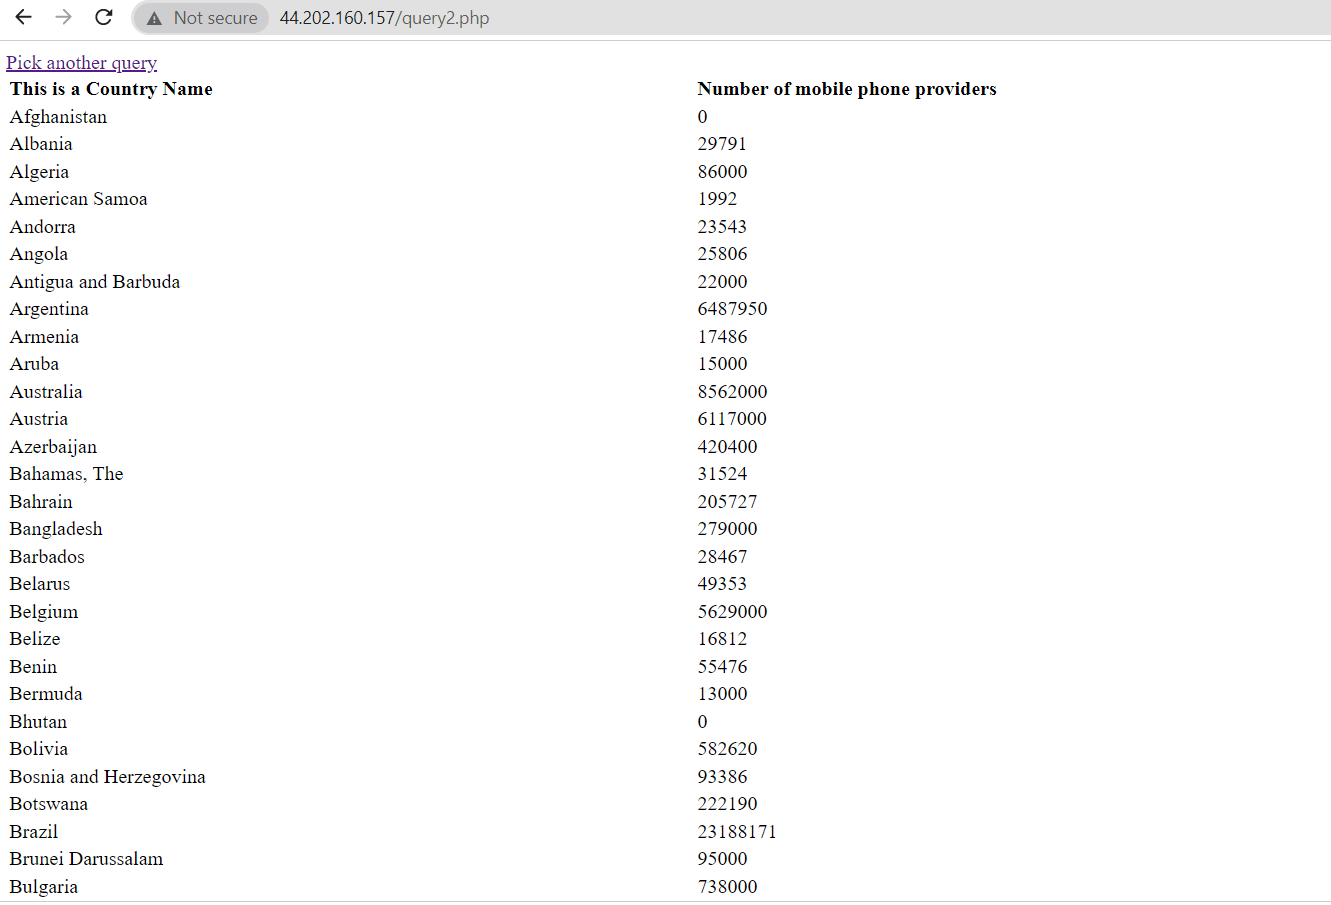 Not secure 44.202.160.157/query2.php
Pick another query
This is a Country Name Number of mobile phone providers
Afghanistan 0
Albania 29791
Algeria 86000
American Samoa 1992
Andorra 23543
Angola 25806
Antigua and Barbuda 22000
Argentina 6487950
Armenia 17486
Aruba 15000
Australia 8562000
Austria 6117000
Azerbaijan 420400
Bahamas, The 31524
Bahrain 205727
Bangladesh 279000
Barbados 28467
Belarus 49353
Belgium 5629000
Belize 16812
Benin 55476
Bermuda 13000
Bhutan 0
Bolivia 582620
Bosnia and Herzegovina 93386
Botswana 222190
Brazil 23188171
Brunei Darussalam 95000
Bulgaria 738000